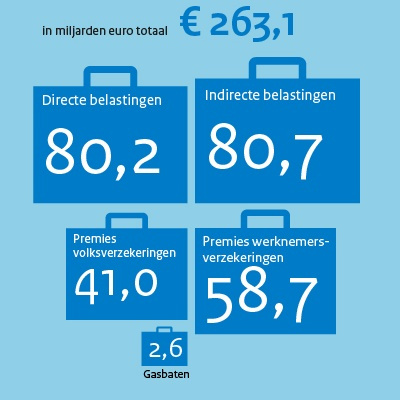 in miljarden euro totaal € 263,1
Directe belastingen
80,2
Indirecte belastingen
80,7
Premies
volksverzekeringen
41,0
Premies werknemers-
verzekeringen
58,7
2,6
Gasbaten